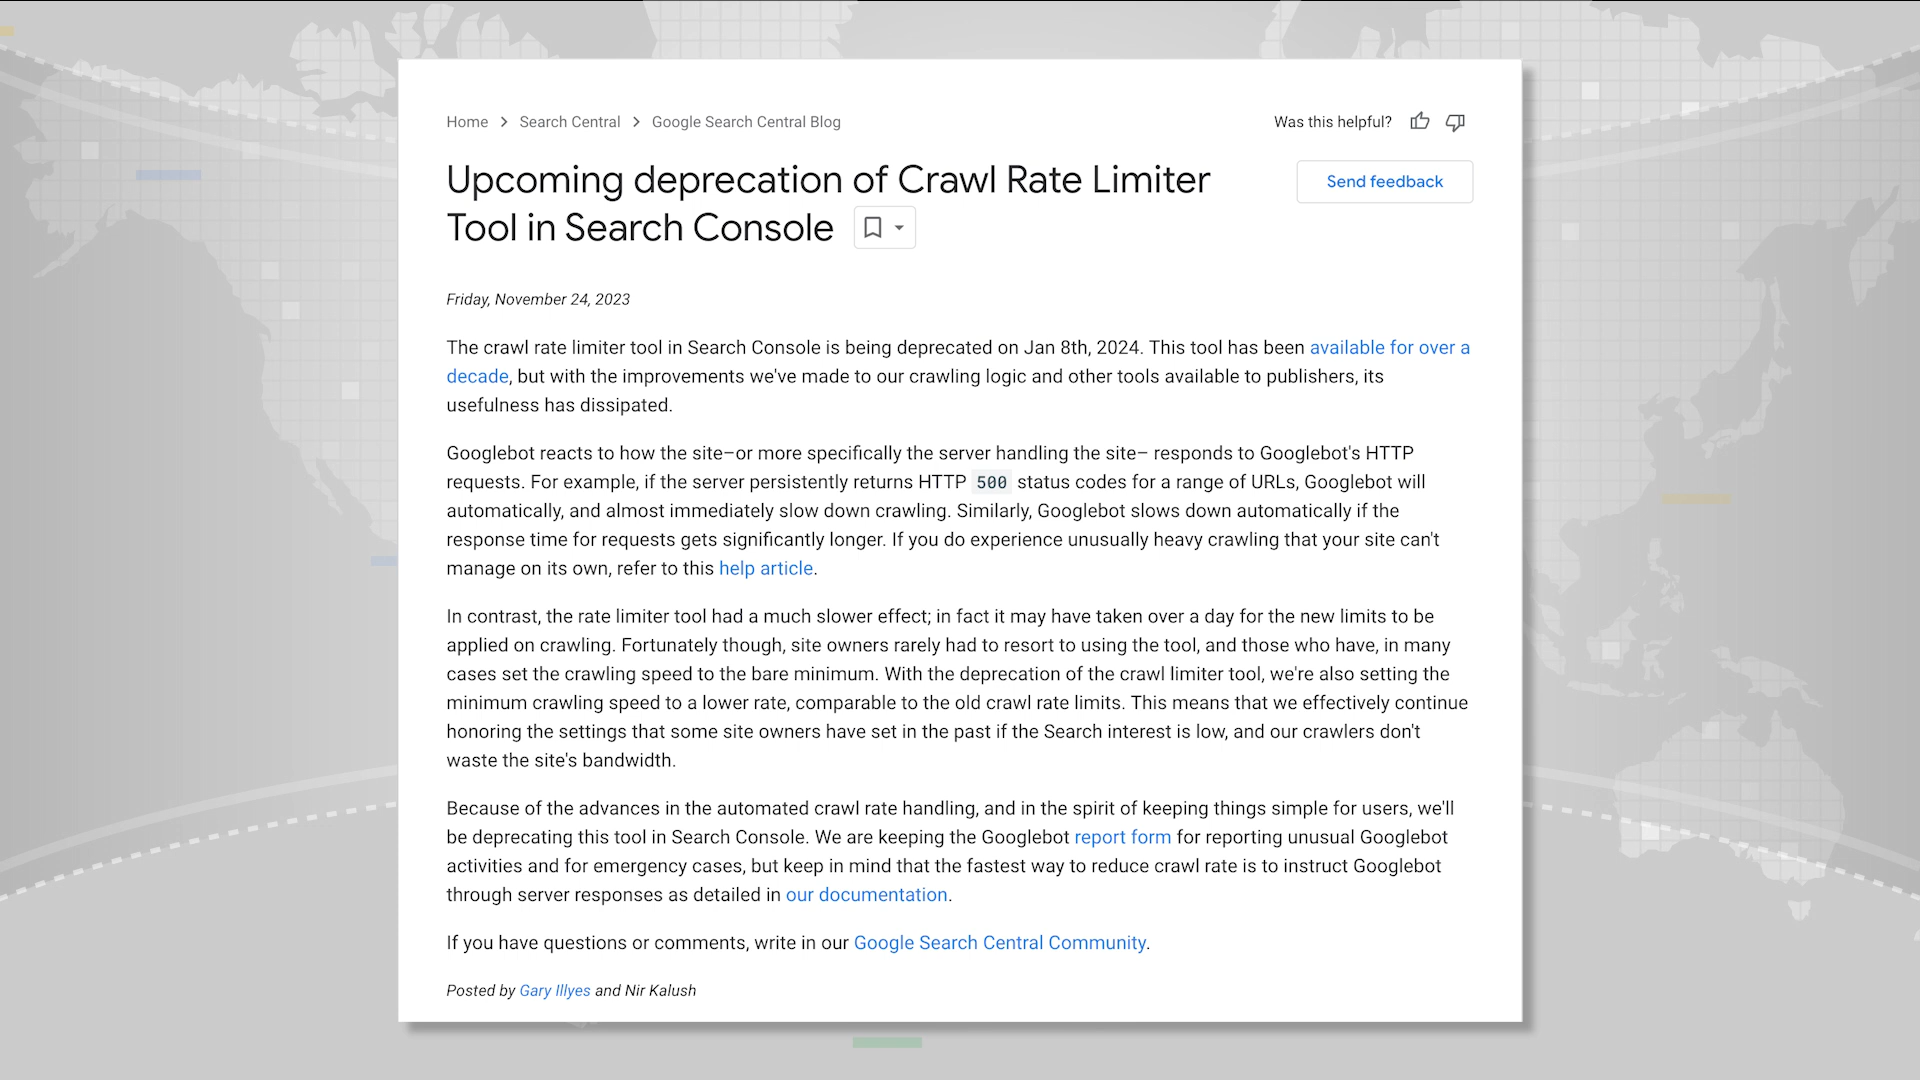 Home > Search Central > Google Search Central Blog
Was this helpful?
Upcoming deprecation of Crawl Rate Limiter
Tool in Search Console
Send feedback
Friday, November 24, 2023
The crawl rate limiter tool in Search Console is being deprecated on Jan 8th, 2024. This tool has been available for over a
decade, but with the improvements we've made to our crawling logic and other tools available to publishers, its
usefulness has dissipated.
Googlebot reacts to how the site–or more specifically the server handling the site– responds to Googlebot's HTTP
requests. For example, if the server persistently returns HTTP 500 status codes for a range of URLs, Googlebot will
automatically, and almost immediately slow down crawling. Similarly, Googlebot slows down automatically if the
response time for requests gets significantly longer. If you do experience unusually heavy crawling that your site can't
manage on its own, refer to this help article.
In contrast, the rate limiter tool had a much slower effect; in fact it may have taken over a day for the new limits to be
applied on crawling. Fortunately though, site owners rarely had to resort to using the tool, and those who have, in many
cases set the crawling speed to the bare minimum. With the deprecation of the crawl limiter tool, we're also setting the
minimum crawling speed to a lower rate, comparable to the old crawl rate limits. This means that we effectively continue
honoring the settings that some site owners have set in the past if the Search interest is low, and our crawlers don't
waste the site's bandwidth.
Because of the advances in the automated crawl rate handling, and in the spirit of keeping things simple for users, we'll
be deprecating this tool in Search Console. We are keeping the Googlebot report form for reporting unusual Googlebot
activities and for emergency cases, but keep in mind that the fastest way to reduce crawl rate is to instruct Googlebot
through server responses as detailed in our documentation.
If you have questions or comments, write in our Google Search Central Community.
Posted by Gary Illyes and Nir Kalush